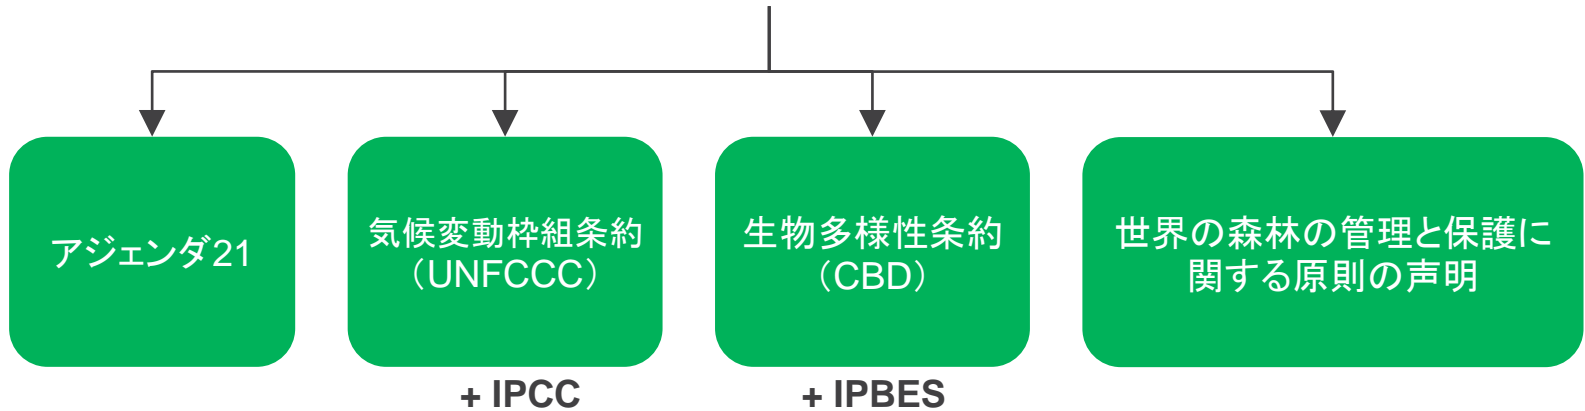 アジェンダ21
気候変動枠組条約
（UNFCCC）
生物多様性条約
（CBD）
世界の森林の管理と保護に
関する原則の声明
+ IPCC
+ IPBES